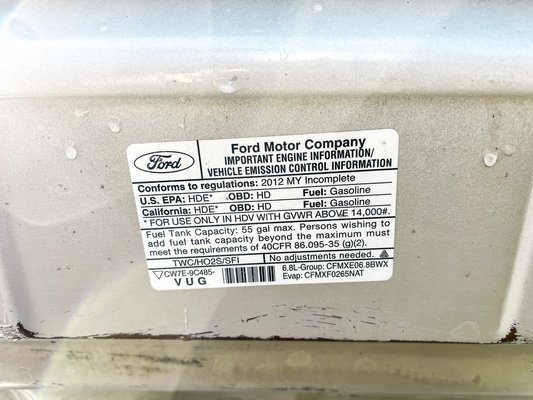 Ford
Ford Motor Company
IMPORTANT ENGINE INFORMATION/
VEHICLE EMISSION CONTROL INFORMATION
Conforms to regulations: 2012 MY Incomplete
U.S. EPA: HDE* OBD: HD Fuel: Gasoline
California: HDE* OBD: HD Fuel: Gasoline
* FOR USE ONLY IN HDV WITH GVWR ABOVE 14,000#.
Fuel Tank Capacity: 55 gal max. Persons wishing to
add fuel tank capacity beyond the maximum must
meet the requirements of 40CFR 86.095-35 (g)(2).
TWC/HO2S/SFI No adjustments needed.
CW7E-9C485- 6.8L-Group: CFMXE06.8BWX
VUG Evap: CFMXF0265NAT